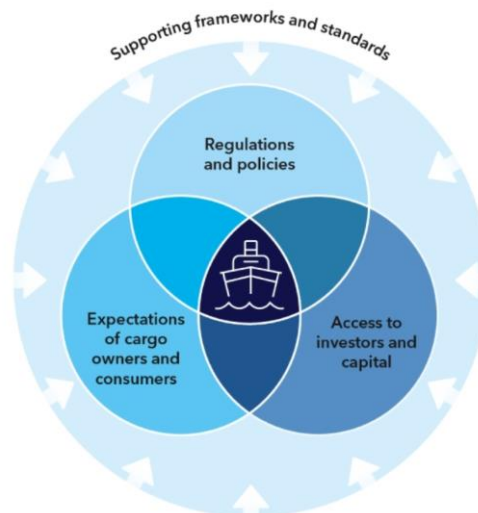 Supporting frameworks and standards
Regulations
and policies
Expectations
of cargo
owners and
consumers
Access to
investors and
capital